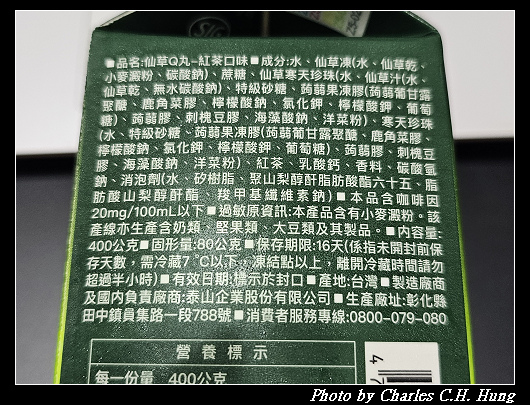 ■品名:仙草Q丸-紅茶口味■成分:水、仙草凍(水、仙草乾、
小麥澱粉、碳酸鈉)、蔗糖、仙草寒天珍珠(水、仙草汁(水、
仙草乾、無水碳酸鈉)、特級砂糖、蒟蒻果凍膠(蒟蒻葡甘露
聚醣、鹿角菜膠、檸檬酸鈉、氯化鉀、檸檬酸鉀、葡萄
糖)、蒟蒻膠、刺槐豆膠、海藻酸鈉、洋菜粉)、寒天珍珠
(水、特級砂糖、蒟蒻果凍膠(蒟蒻葡甘露聚醣、鹿角菜膠、
檸檬酸鈉、氯化鉀、檸檬酸鉀、葡萄糖)、蒟蒻膠、刺槐豆
膠、海藻酸鈉、洋菜粉)、紅茶、乳酸鈣、香料、碳酸氫
鈉、消泡劑(水、矽樹脂、聚山梨醇酐脂肪酸酯六十五、脂
肪酸山梨醇酐酯、羧甲基纖維素鈉) ■本品含咖啡因
20mg/100mL以下■過敏原資訊:本產品含有小麥澱粉。該
產線亦生產含奶類、堅果類、大豆類及其製品。■内容量:
400公克■固形量:80公克■保存期限:16天(係指未開封前保
存天數，需冷藏7℃以下、凍結點以上，離開冷藏時間請勿
超過半小時)■有效日期:標示於封口■產地:台灣■製造廠商
及國內負責廠商:泰山企業股份有限公司■生產廠址:彰化縣
田中鎮員集路一段788號■消費者服務專線:0800-079-080
營養標示
每一份量 400公克
47
Photo by Charles C.H. Hung